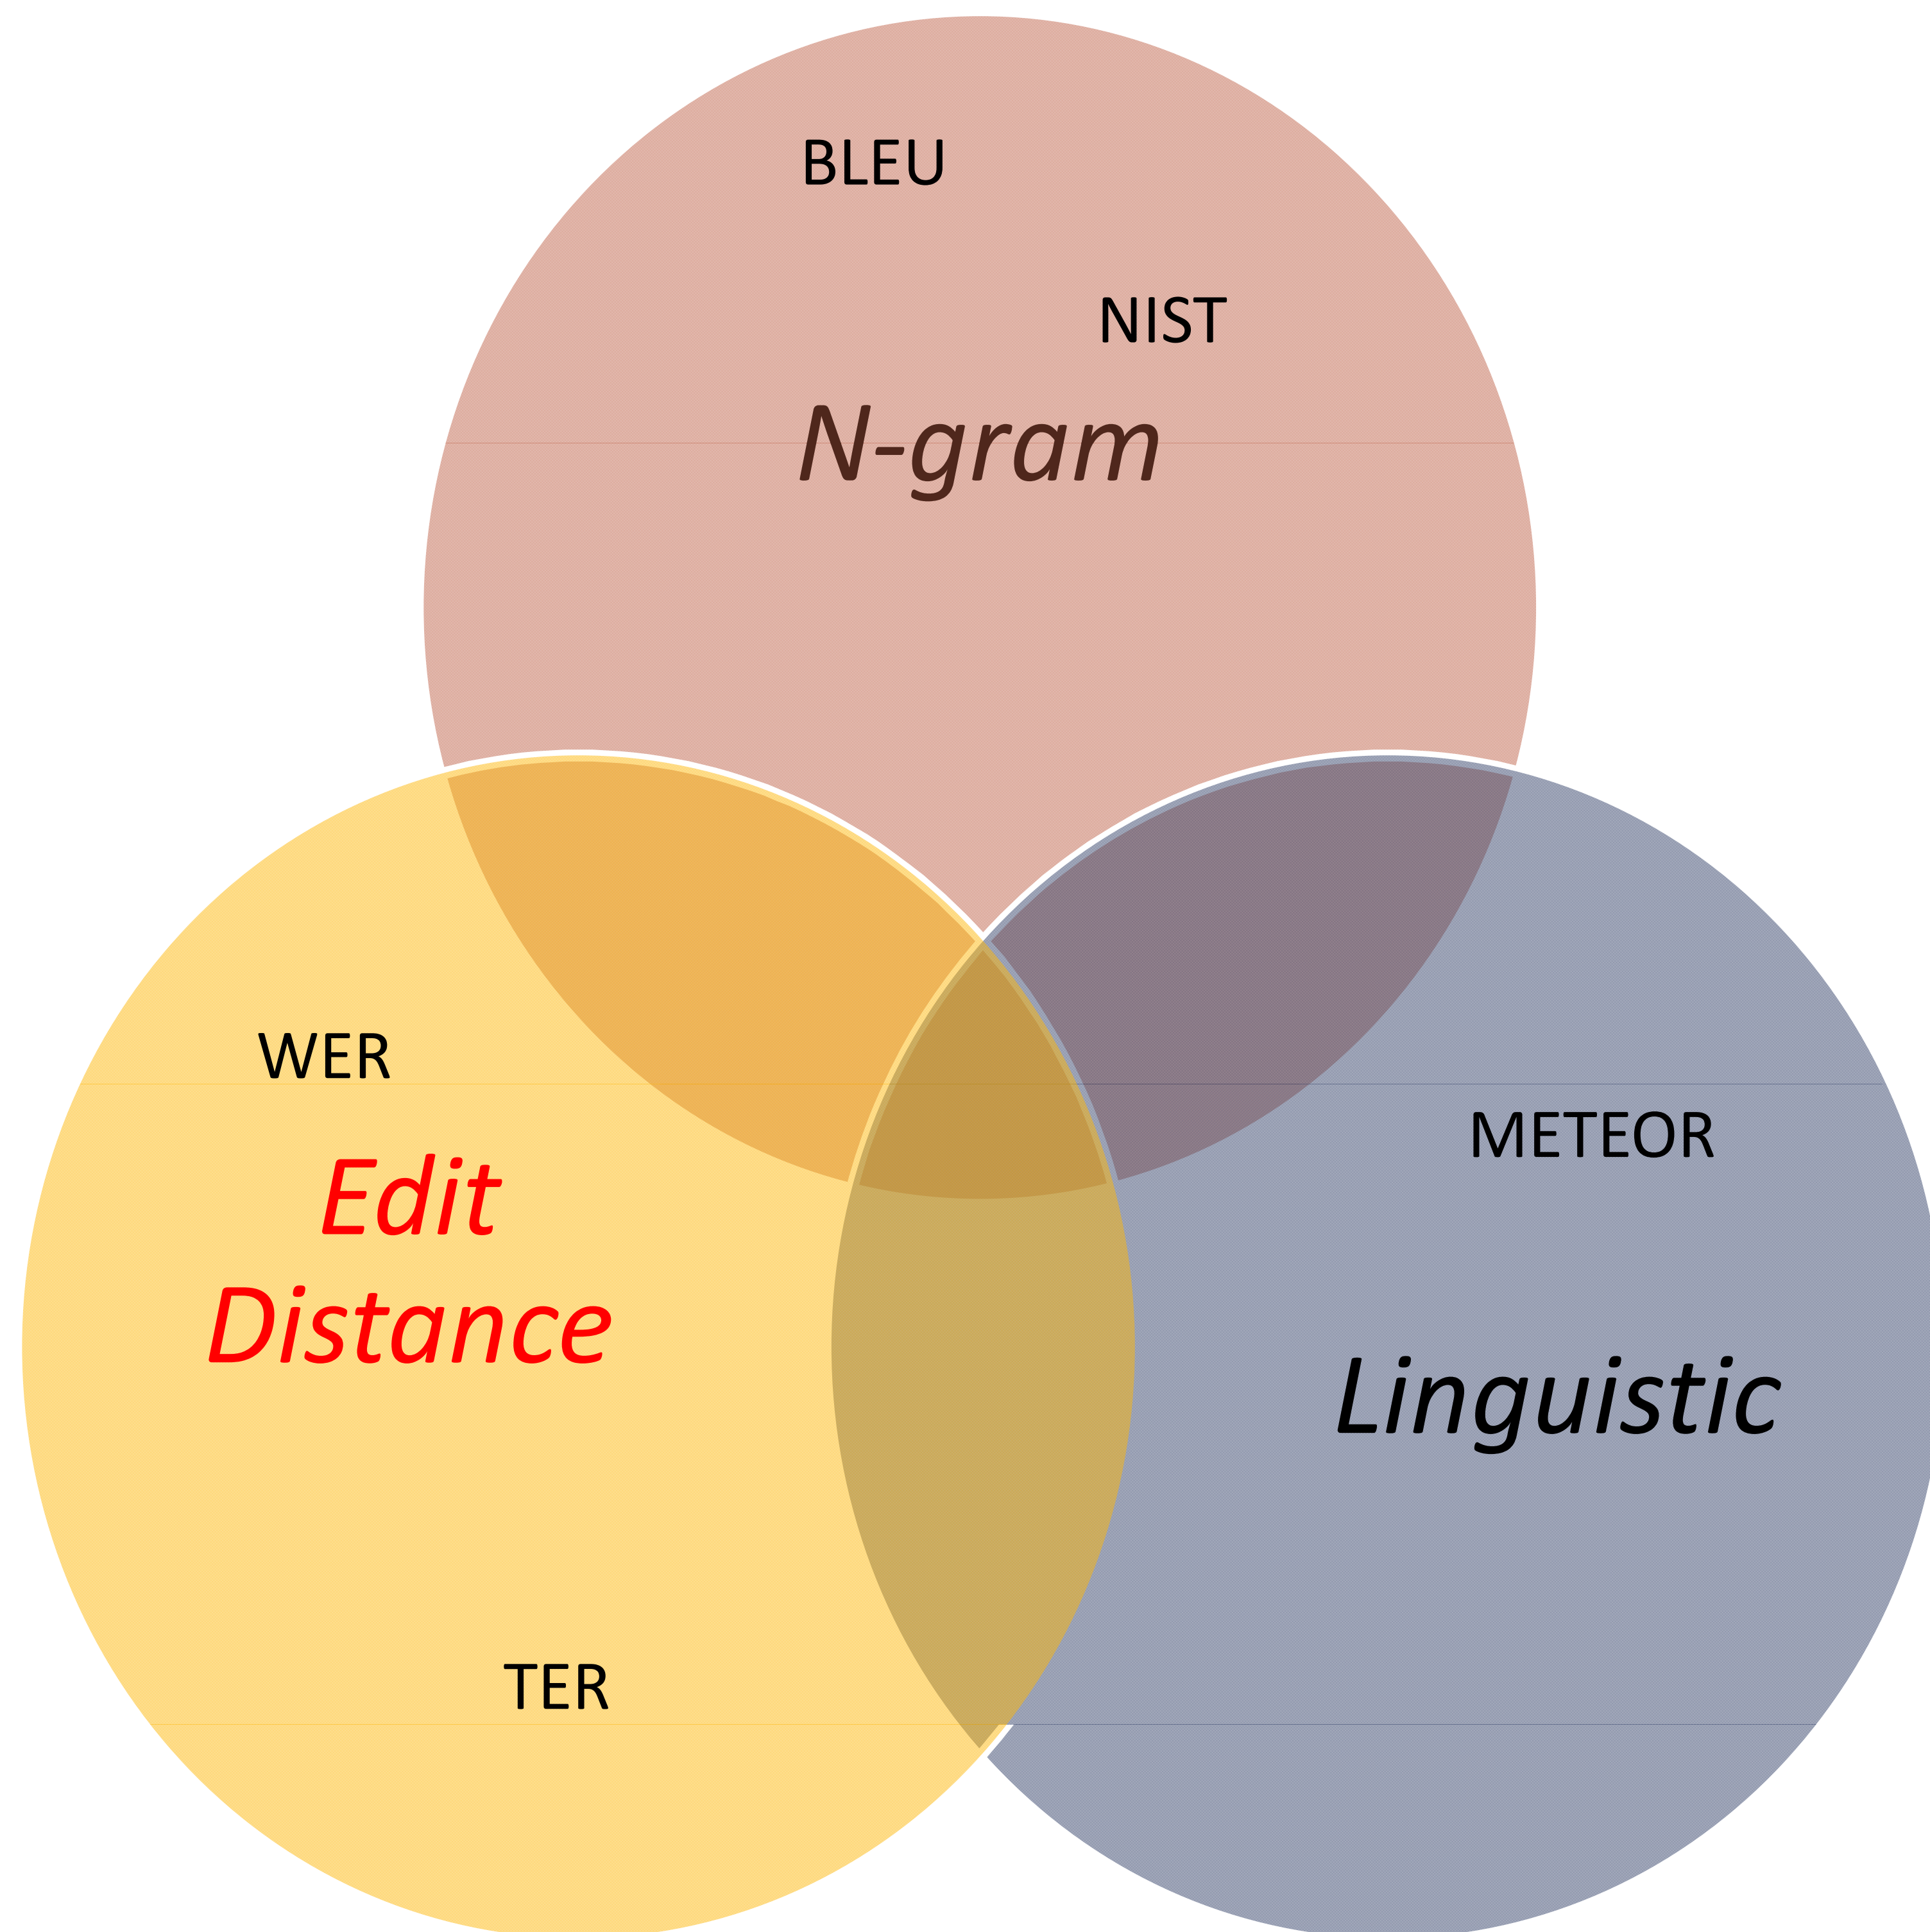 BLEU
NIST
N-gram
WER
Edit
Distance
TER
METEOR
Linguistic